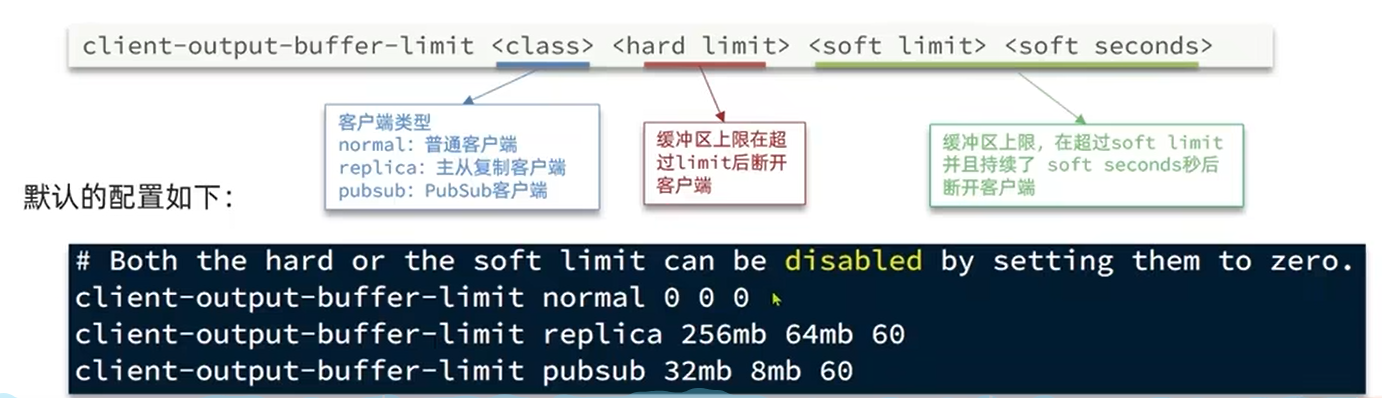 client-output-buffer-limit <class> <hard limit> <soft limit> <soft seconds>
客户端类型
normal：普通客户端
replica：主从复制客户端
pubsub：PubSub客户端
缓冲区上限在超
过limit后断开
客户端
缓冲区上限，在超过soft limit
并且持续了 soft seconds秒后
断开客户端
默认的配置如下：
# Both the hard or the soft limit can be disabled by setting them to zero.
client-output-buffer-limit normal 0 0 0
client-output-buffer-limit replica 256mb 64mb 60
client-output-buffer-limit pubsub 32mb 8mb 60